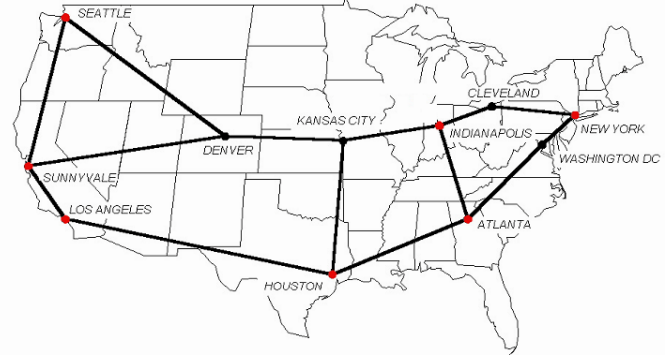 SEATTLE
CLEVELAND
KANSAS CITY
INDIANAPOLIS
NEW YORK
DENVER
WASHINGTON DC
SUNNYVALE
LOS ANGELES
ATLANTA
HOUSTON